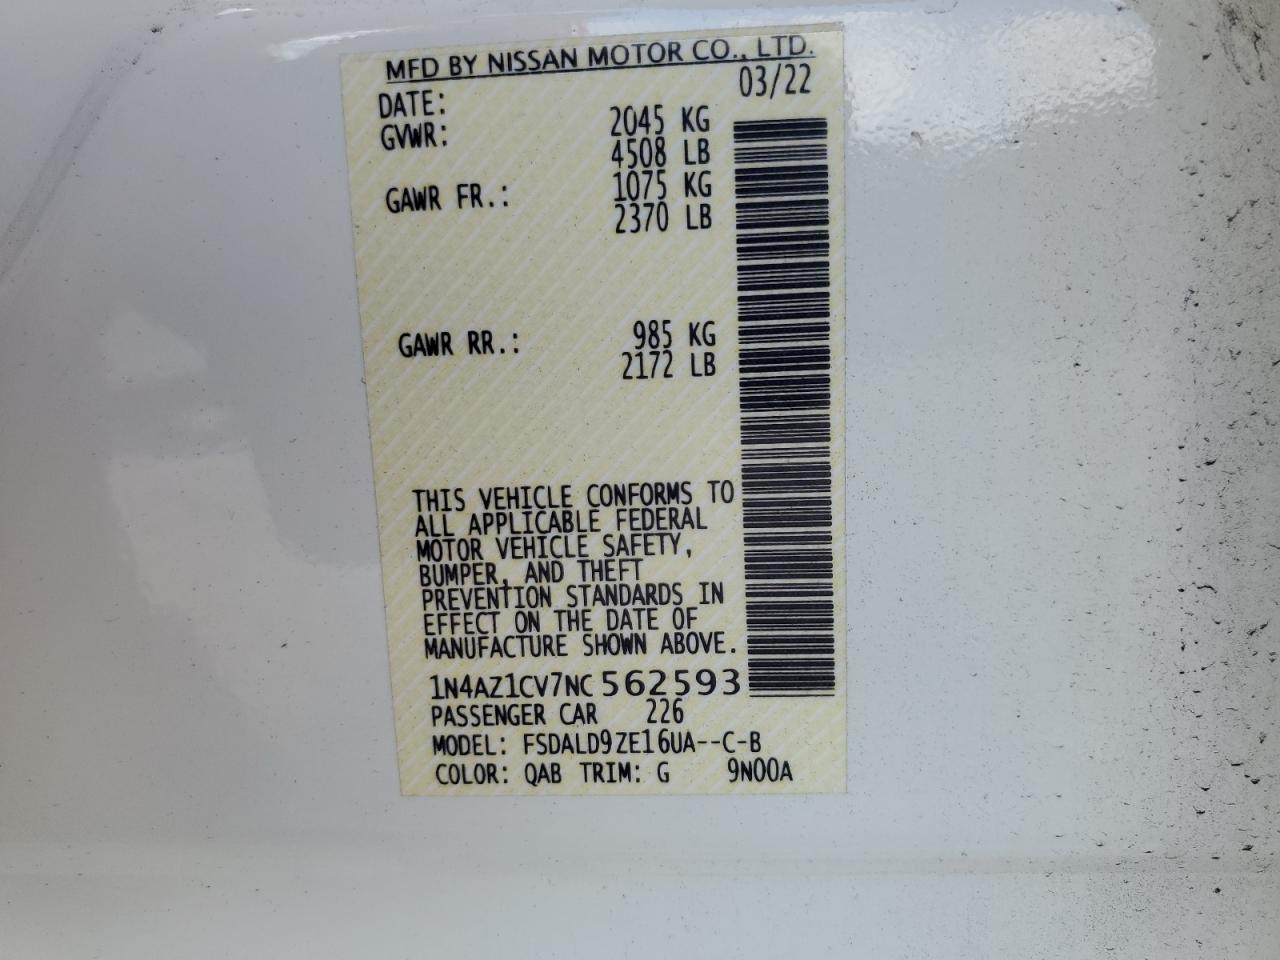 MFD BY NISSAN MOTOR CO., LTD.
DATE: 03/22
GVWR: 2045 KG
4508 LB
GAWR FR.: 1075 KG
2370 LB
GAWR RR.: 985 KG
2172 LB
THIS VEHICLE CONFORMS TO
ALL APPLICABLE FEDERAL
MOTOR VEHICLE SAFETY,
BUMPER, AND THEFT
PREVENTION STANDARDS IN
EFFECT ON THE DATE OF
MANUFACTURE SHOWN ABOVE.
1N4AZ1CV7NC562593
PASSENGER CAR 226
MODEL: FSDALD9ZE16UA--C-B
COLOR: QAB TRIM: G 9N00A